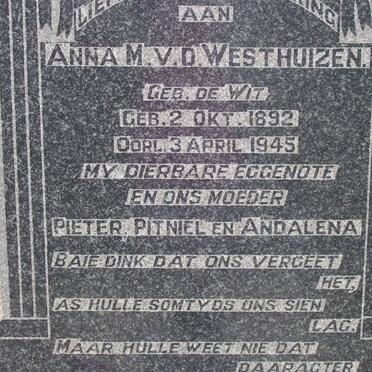 AAN
ANNA M. V.D. WESTHUIZEN.
GEB. DE WIT.
GEB. 2 OKT. 1892
OORL. 3 APRIL 1945
MY DIERBARE EGGENOTE
EN ONS MOEDER
PIETER, PITNIEL EN ANDALENA
BAIE DINK DAT ONS VERGEET
HET,
AS HULLE SOMTYDS ONS SIEN
LAG.
MAAR HULLE WEET NIE DAT
DAARAGTER